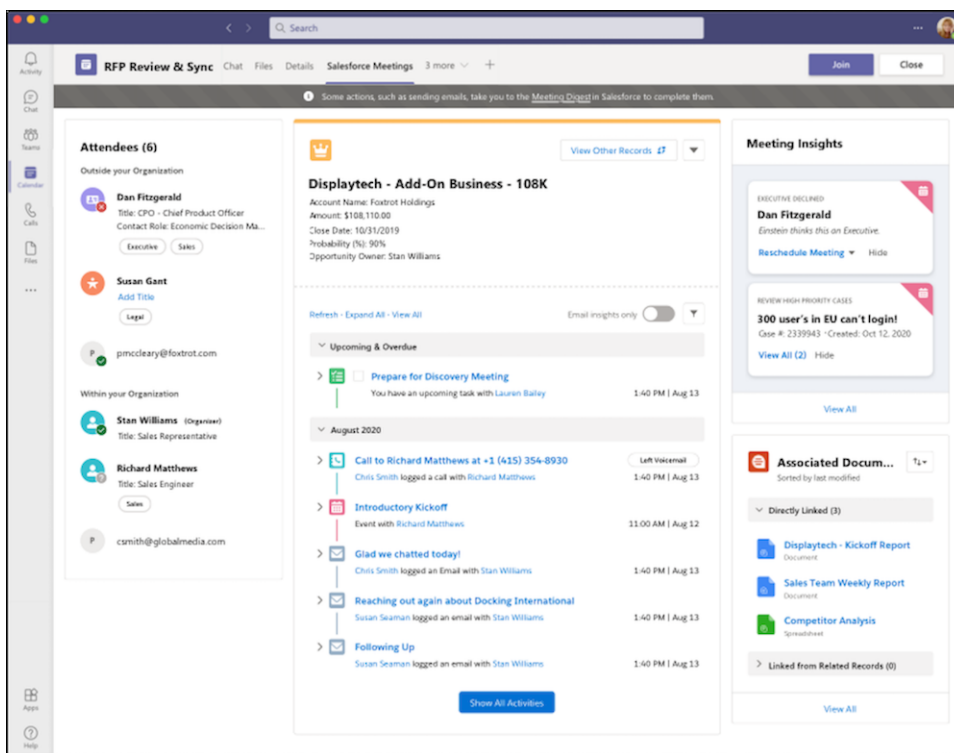 Search
Activity
Chat
Teams
Calendar
Calls
Files
Apps
Help
RFP Review & Sync
Chat
Files
Details
Salesforce Meetings
3 more
Join
Close
Some actions, such as sending emails, take you to the Meeting Digest in Salesforce to complete them.
Attendees (6)
Outside your Organization
Dan Fitzgerald
Title: CPO - Chief Product Officer
Contact Role: Economic Decision Ma...
Executive
Sales
Susan Gant
Add Title
Legal
P
pmccleary@foxtrot.com
Within your Organization
Stan Williams (Organizer)
Title: Sales Representative
Richard Matthews
Title: Sales Engineer
Sales
P
csmith@globalmedia.com
View Other Records
Displaytech - Add-On Business - 108K
Account Name: Foxtrot Holdings
Amount: $108,110.00
Close Date: 10/31/2019
Probability (%): 90%
Opportunity Owner: Stan Williams
Refresh - Expand All - View All
Email insights only
Upcoming & Overdue
Prepare for Discovery Meeting
You have an upcoming task with Lauren Bailey
1:40 PM | Aug 13
August 2020
Call to Richard Matthews at +1 (415) 354-8930
Left Voicemail
Chris Smith logged a call with Richard Matthews
1:40 PM | Aug 13
Introductory Kickoff
Event with Richard Matthews
11:00 AM | Aug 12
Glad we chatted today!
Chris Smith logged an Email with Stan Williams
1:40 PM | Aug 13
Reaching out again about Docking International
Susan Seaman logged an email with Stan Williams
1:40 PM | Aug 13
Following Up
Susan Seaman logged an email with Stan Williams
1:40 PM | Aug 13
Show All Activities
Meeting Insights
EXECUTIVE DECLINED
Dan Fitzgerald
Einstein thinks this an Executive.
Reschedule Meeting
Hide
REVIEW HIGH PRIORITY CASES
300 user's in EU can't login!
Case #: 2339943 · Created: Oct 12, 2020
View All (2)
Hide
View All
Associated Docum...
Sorted by last modified
Directly Linked (3)
Displaytech - Kickoff Report
Document
Sales Team Weekly Report
Document
Competitor Analysis
Spreadsheet
Linked from Related Records (0)
View All